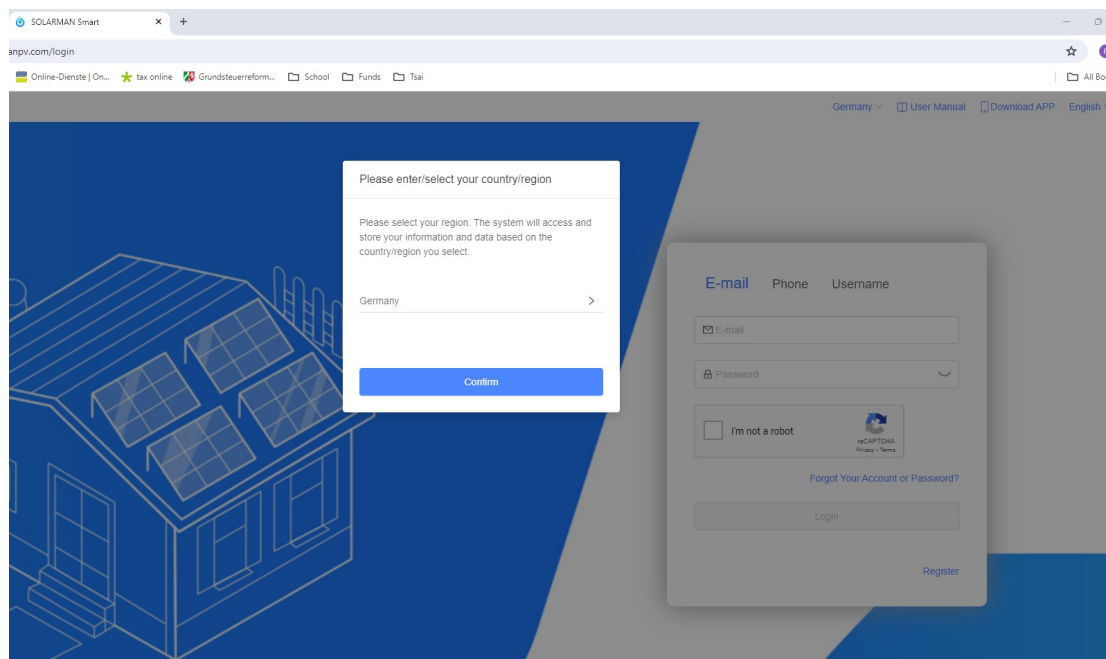 SOLARMAN Smart
anpv.com/login
Online-Dienste | On... tax online Grundsteuerreform... School Funds Tsai All Bo
Germany User Manual Download APP English
Please enter/select your country/region
Please select your region. The system will access and
store your information and data based on the
country/region you select.
Germany
Confirm
E-mail Phone Username
E-mail
Password
I'm not a robot
reCAPTCHA
Privacy - Terms
Forgot Your Account or Password?
Login
Register